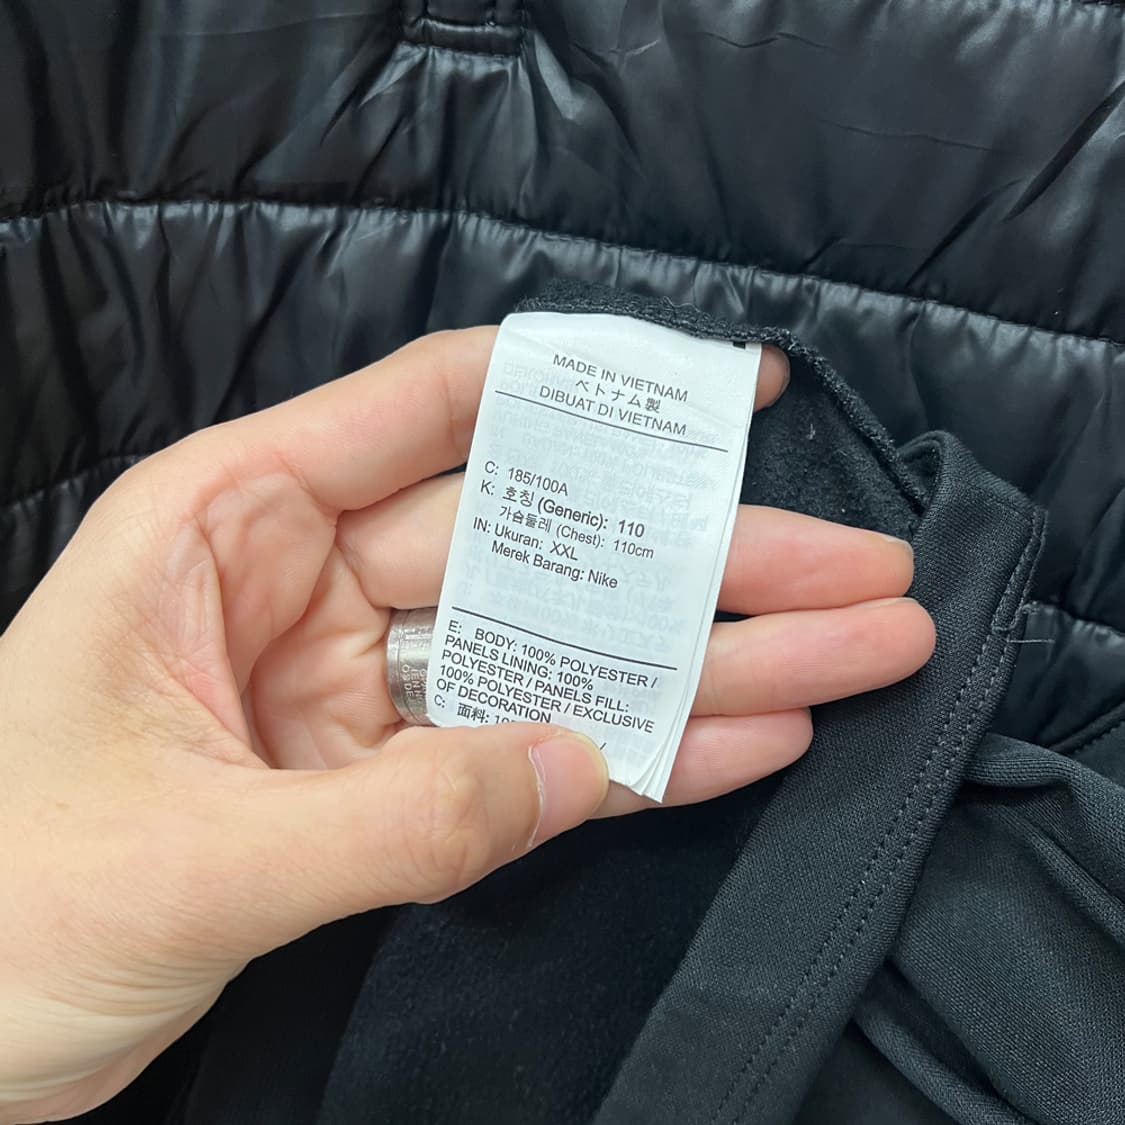 MADE IN VIETNAM
ベトナム製
DIBUAT DI VIETNAM
C: 185/100A
K: 호칭 (Generic): 110
가슴둘레 (Chest): 110cm
IN: Ukuran: XXL
Merek Barang: Nike
E: BODY: 100% POLYESTER /
PANELS LINING: 100%
POLYESTER / PANELS FILL:
100% POLYESTER / EXCLUSIVE
OF DECORATION
C: 面料: